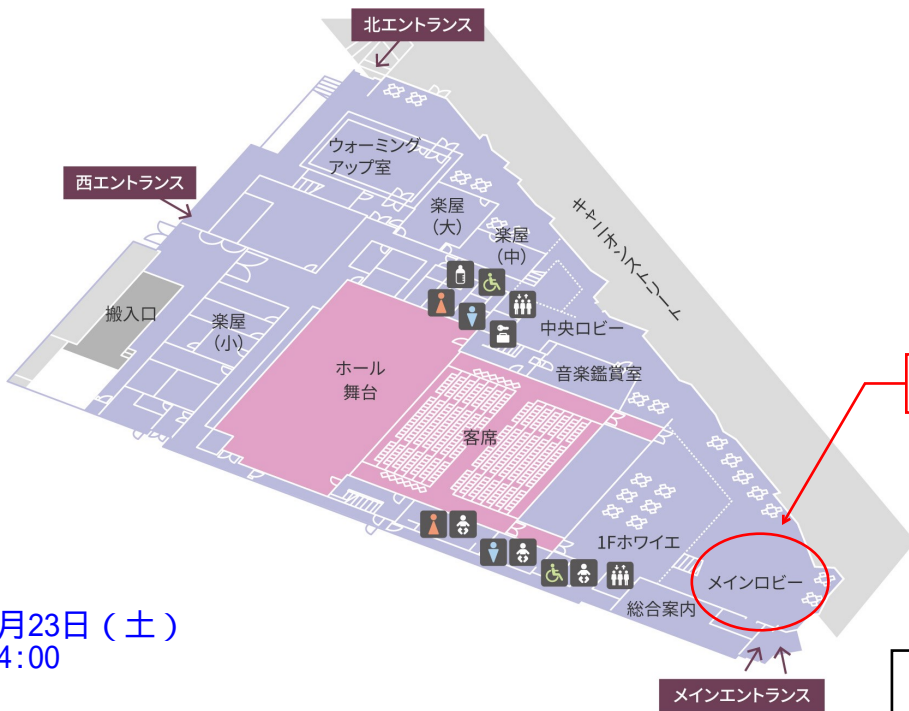 北エントランス
ウォーミング
アップ室
西エントランス
楽屋
(大)
楽屋
(中)
キャニオンストリート
搬入口
楽屋
(小)
中央ロビー
ホール
舞台
音楽鑑賞室
客席
1Fホワイエ
メインロビー
総合案内
月23日(土)
4:00
メインエントランス